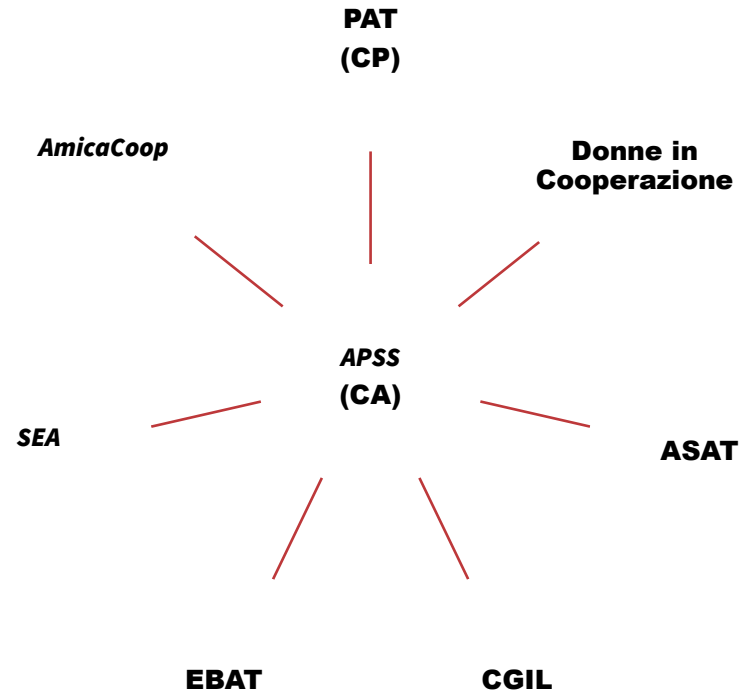 PAT
(CP)
AmicaCoop
Donne in
Cooperazione
APSS
(CA)
SEA
ASAT
EBAT
CGIL